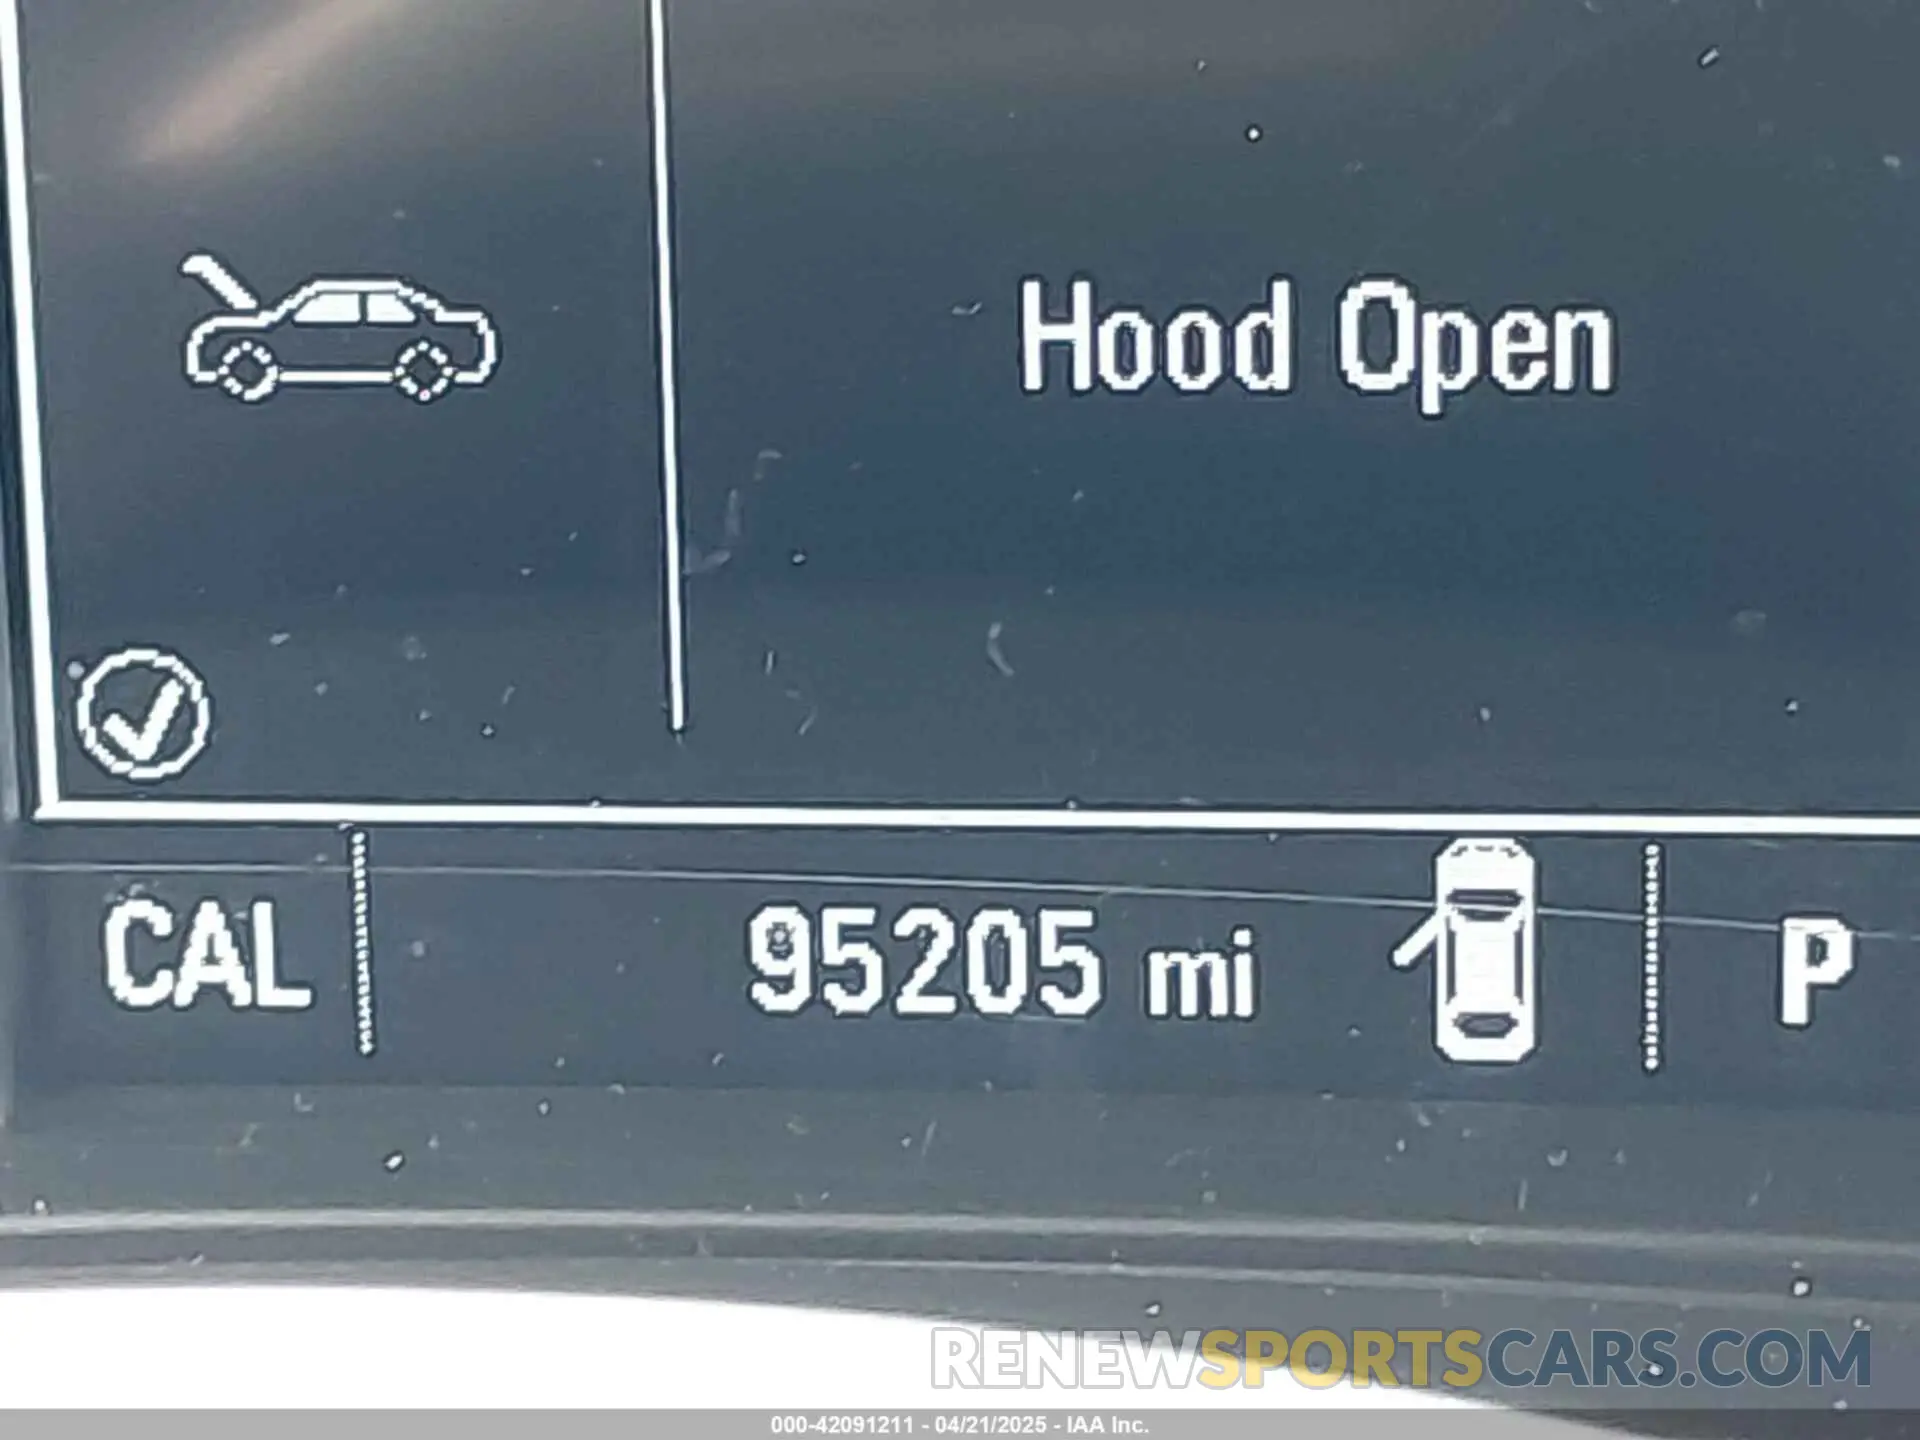 Hood Open
CAL 95205 mi P
RENEWSPORTSCARS.COM
000-42091211 - 04/21/2025 - IAA Inc.